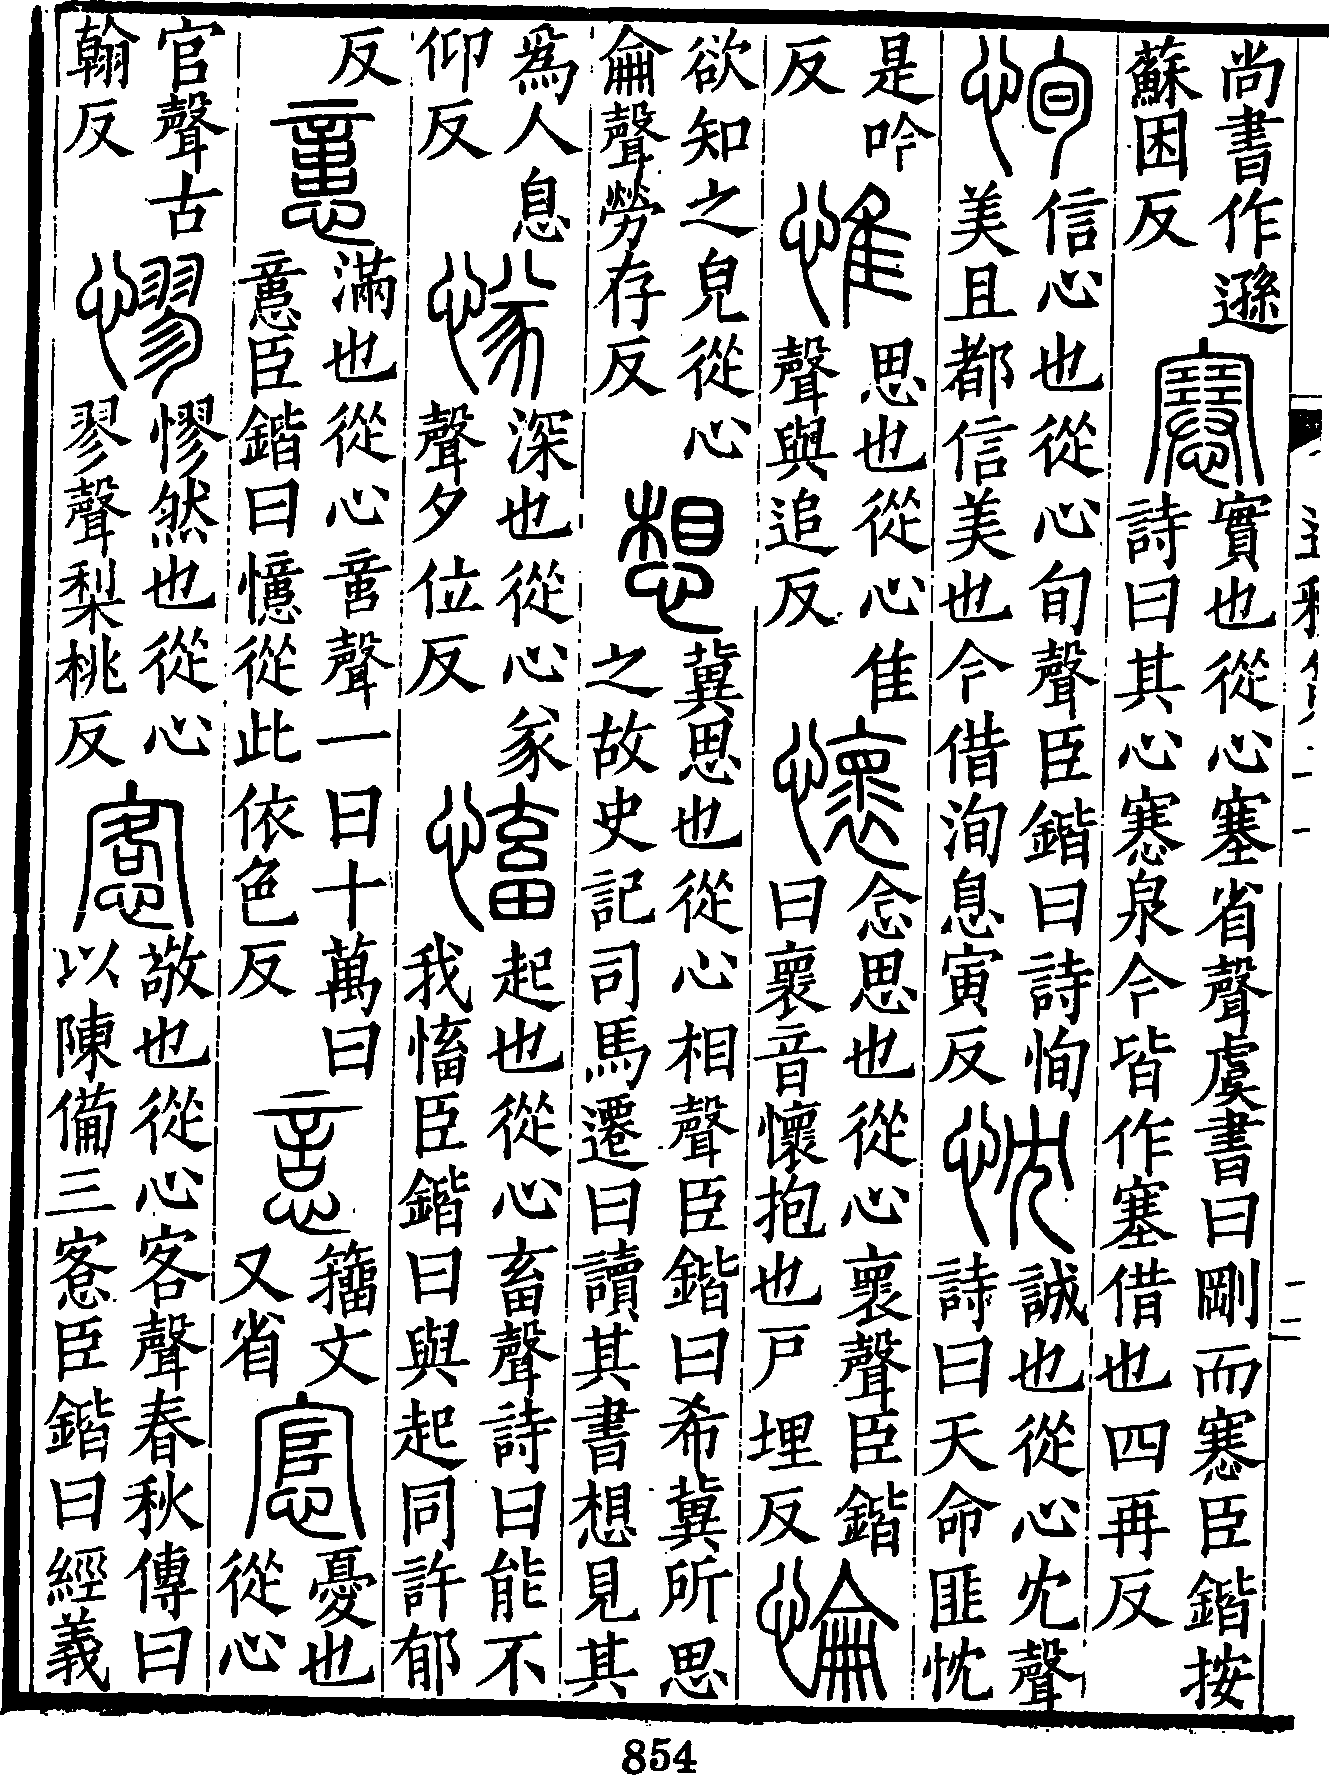 尚書作遜蘇困反 㥶 實也從心塞省聲虞書曰剛而㥶臣鍇按詩曰其心㥶泉今皆作塞借也四再反
恂 信心也從心旬聲臣鍇曰詩恂美且都信美也今借洵息寅反 忱 誠也從心冘聲詩曰天命匪忱
是吟反 惟 思也從心隹聲與追反 懷 念思也從心褱聲臣鍇曰褱音懷抱也戶埋反 惀
欲知之皃從心侖聲勞存反 想 冀思也從心相聲臣鍇曰希冀所思之故史記司馬遷曰讀其書想見其
爲人息仰反 㥞 深也從心㒸聲夕位反 慉 起也從心畜聲詩曰能不我慉臣鍇曰與起同許郁
反 𢡃 滿也從心𠶷聲一曰十萬曰𢡃臣鍇曰憶從此依色反 𢍆 籀文又省 悹 憂也從心
官聲古翰反 憀 憀然也從心翏聲梨桃反 愙 敬也從心客聲春秋傳曰以陳備三愙臣鍇曰經義
854